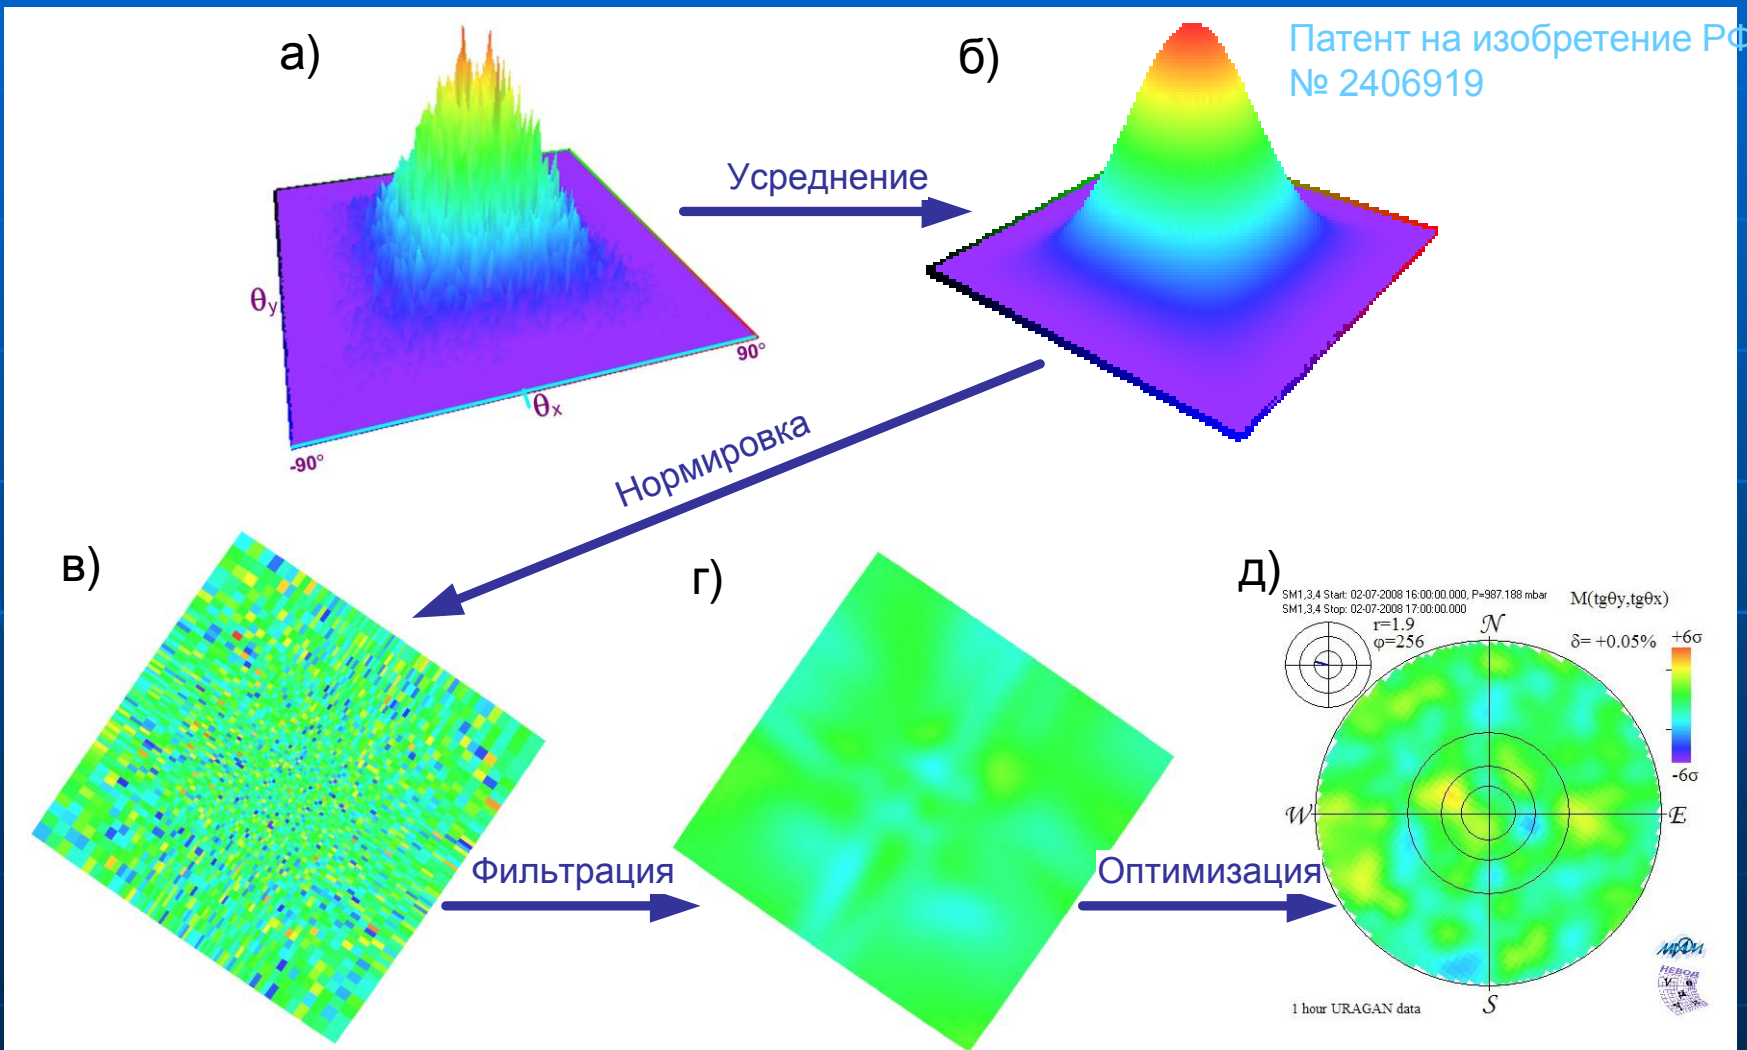 а)
б)
Патент на изобретение РФ
№ 2406919
Усреднение
θy
90°
θx
-90°
Нормировка
в)
г)
д)
SM1,3,4 Start: 02-07-2008 16:00:00.000, P=987.188 mbar
SM1,3,4 Stop: 02-07-2008 17:00:00.000
M(tgθy,tgθx)
r=1.9
φ=256
δ= +0.05%
+6σ
-6σ
N
W
E
S
Фильтрация
Оптимизация
1 hour URAGAN data
НЕВОД